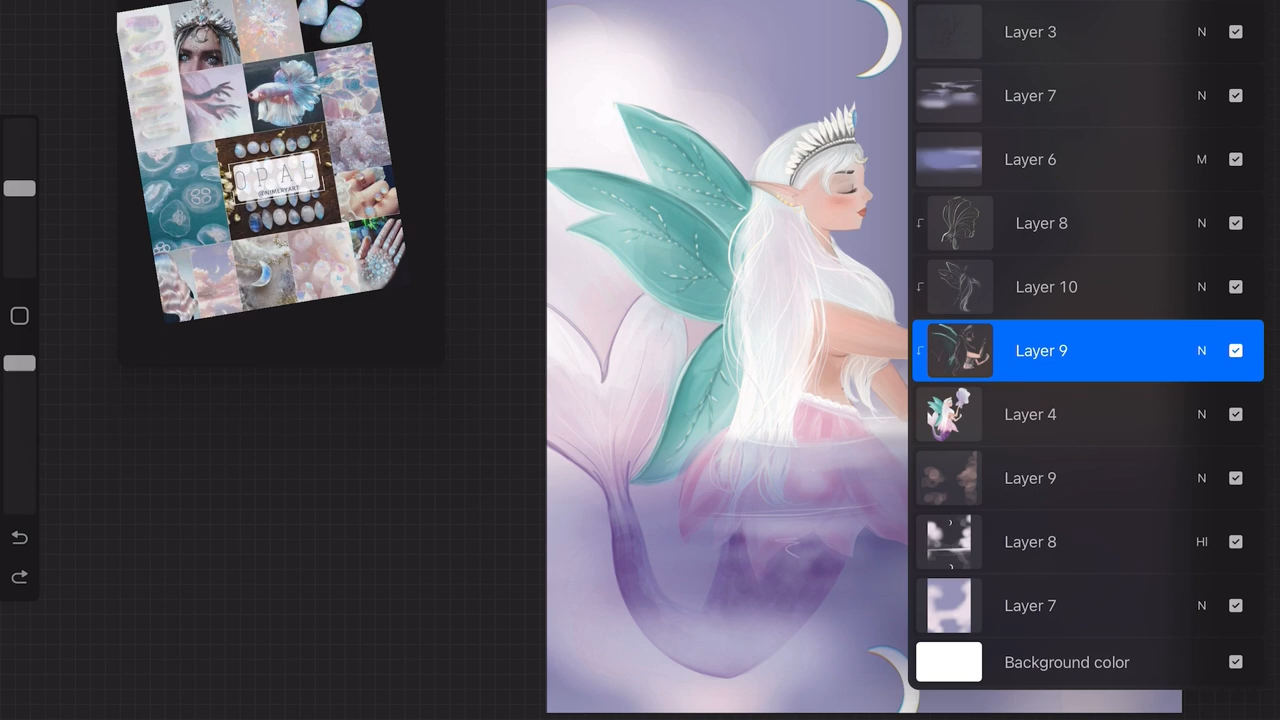 OPAL
@NIMERYART
Layer 3 N
Layer 7 N
Layer 6 M
Layer 8 N
Layer 10 N
Layer 9 N
Layer 4 N
Layer 9 N
Layer 8 HI
Layer 7 N
Background color